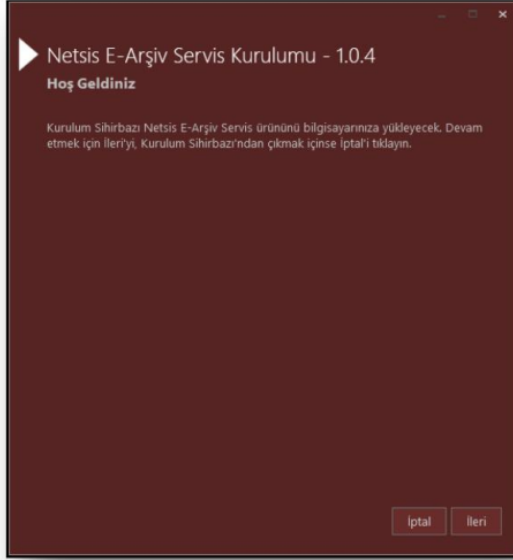 Netsis E-Arşiv Servis Kurulumu - 1.0.4
Hoş Geldiniz
Kurulum Sihirbazı Netsis E-Arşiv Servis ürününü bilgisayarınıza yükleyecek. Devam
etmek için İleri'yi, Kurulum Sihirbazı'ndan çıkmak içinse İptal'i tıklayın.
İptal İleri